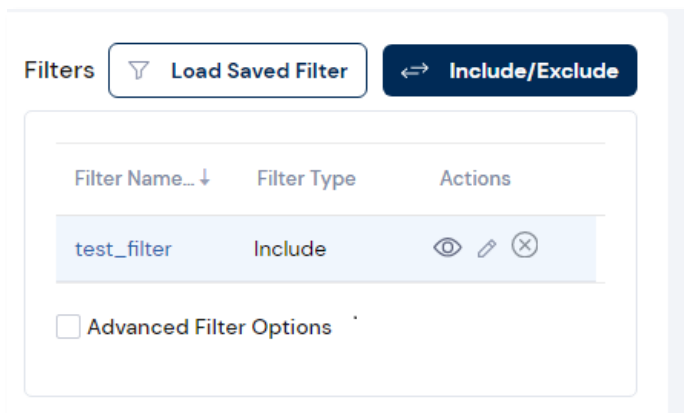 Filters Load Saved Filter Include/Exclude
Filter Name... Filter Type Actions
test_filter Include
Advanced Filter Options